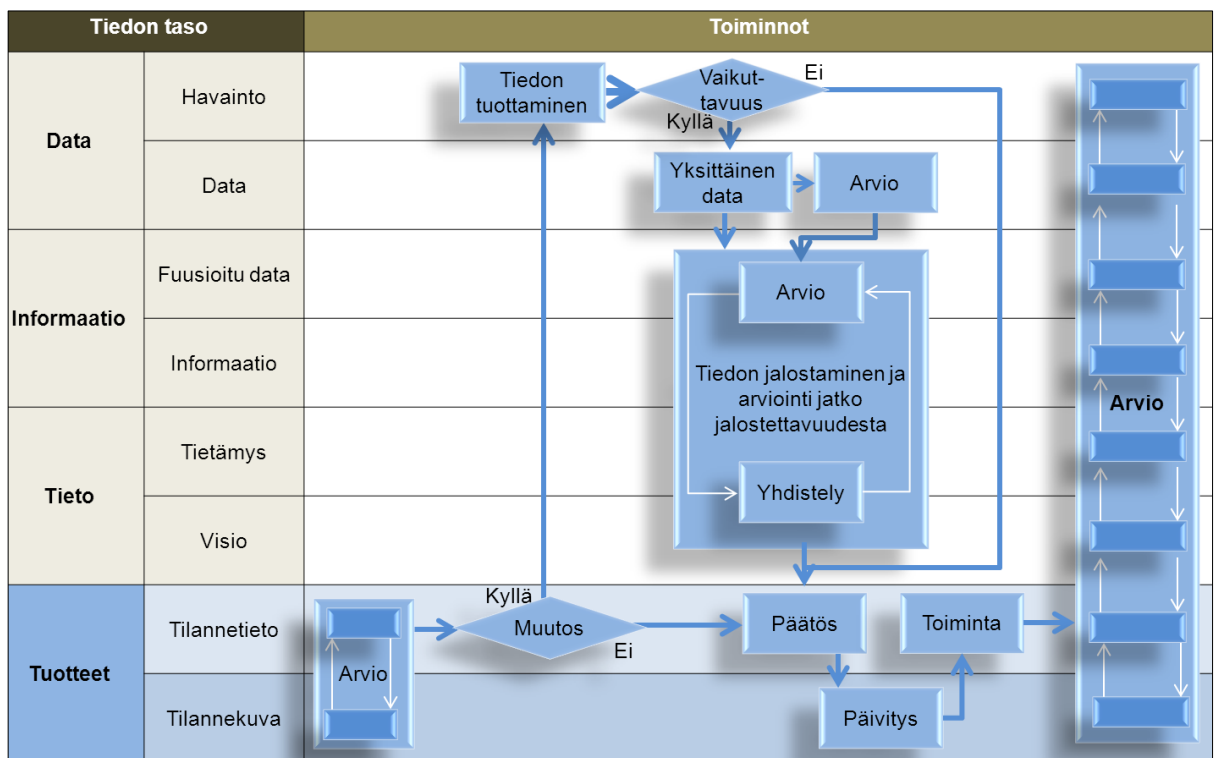 Tiedon taso
Toiminnot
Data
Havainto
Tiedon
tuottaminen
Vaikut-
tavuus
Ei
Kyllä
Data
Yksittäinen
data
Arvio
Informaatio
Fuusioitu data
Arvio
Informaatio
Tiedon jalostaminen ja
arviointi jatko
jalostettavuudesta
Arvio
Tieto
Tietämys
Yhdistely
Visio
Tuotteet
Tilannetieto
Kyllä
Muutos
Ei
Päätös
Toiminta
Arvio
Tilannekuva
Päivitys